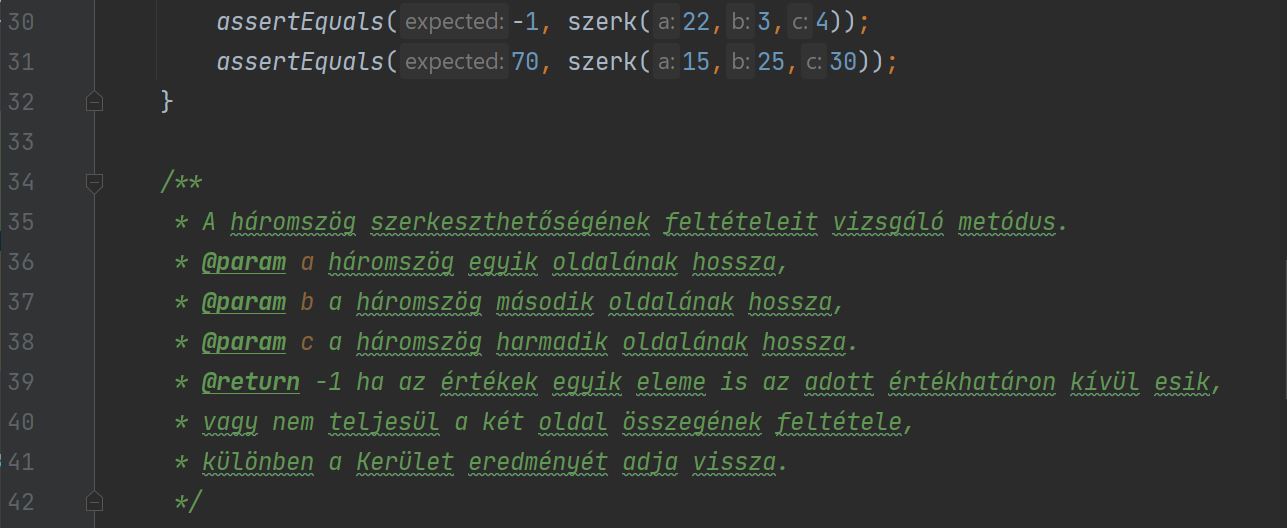 30 assertEquals( expected: -1, szerk( a: 22, b: 3, c: 4));
31 assertEquals( expected: 70, szerk( a: 15, b: 25, c: 30));
32 }
33
34 /**
35 * A háromszög szerkeszthetőségének feltételeit vizsgáló metódus.
36 * @param a háromszög egyik oldalának hossza,
37 * @param b a háromszög második oldalának hossza,
38 * @param c a háromszög harmadik oldalának hossza.
39 * @return -1 ha az értékek egyik eleme is az adott értékhatáron kívül esik,
40 * vagy nem teljesül a két oldal összegének feltétele,
41 * különben a Kerület eredményét adja vissza.
42 */